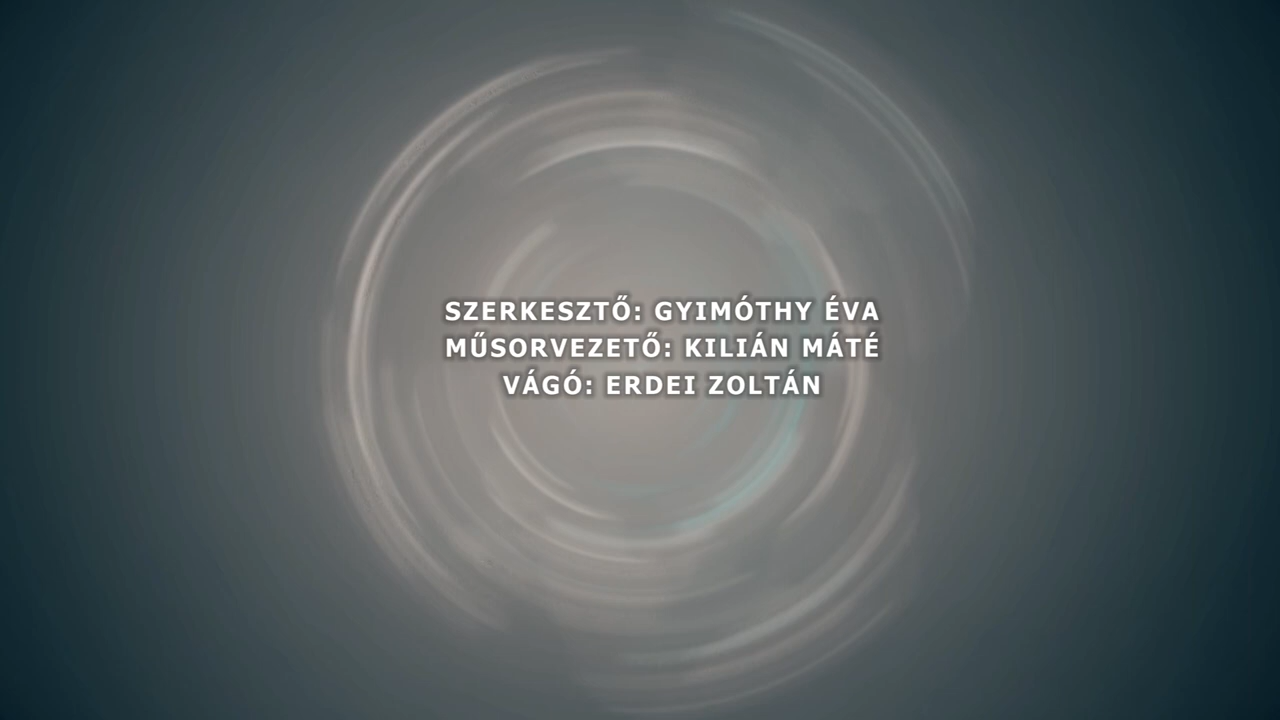 SZERKESZTŐ: GYIMÓTHY ÉVA
MŰSORVEZETŐ: KILIÁN MÁTÉ
VÁGÓ: ERDEI ZOLTÁN